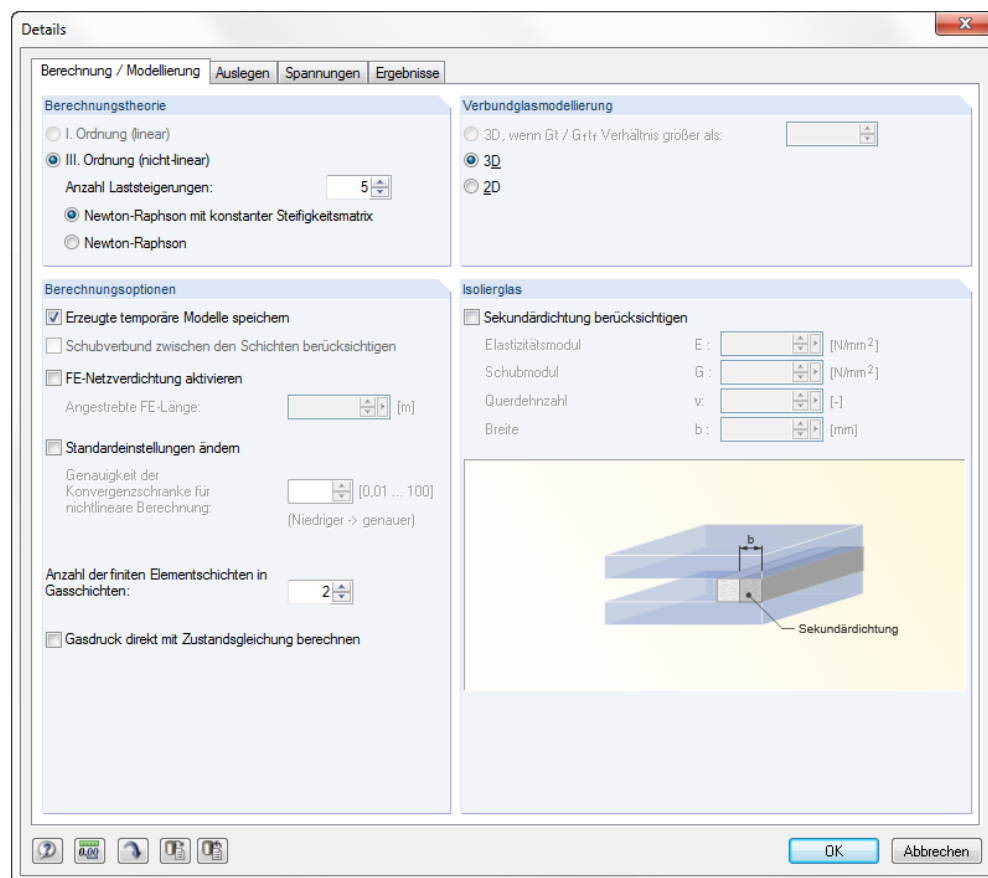 Details
Berechnung / Modellierung
Auslegen
Spannungen
Ergebnisse
Berechnungstheorie
I. Ordnung (linear)
III. Ordnung (nicht-linear)
Anzahl Laststeigerungen:
5
Newton-Raphson mit konstanter Steifigkeitsmatrix
Newton-Raphson
Verbundglasmodellierung
3D, wenn Gt / Gftf Verhältnis größer als:
3D
2D
Berechnungsoptionen
Erzeugte temporäre Modelle speichern
Schubverbund zwischen den Schichten berücksichtigen
FE-Netzverdichtung aktivieren
Angestrebte FE-Länge:
[m]
Standardeinstellungen ändern
Genauigkeit der
Konvergenzschranke für
nichtlineare Berechnung:
[0,01 ... 100]
(Niedriger -> genauer)
Anzahl der finiten Elementschichten in
Gasschichten:
2
Gasdruck direkt mit Zustandsgleichung berechnen
Isolierglas
Sekundärdichtung berücksichtigen
Elastizitätsmodul E : [N/mm²]
Schubmodul G : [N/mm²]
Querdehnzahl ν: [-]
Breite b : [mm]
b
Sekundärdichtung
0,00
OK
Abbrechen